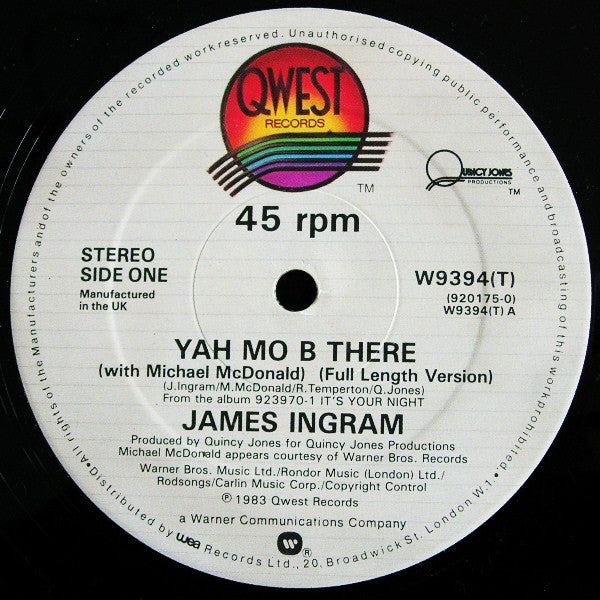 All rights of the Manufacturers and of the owners of the recorded work reserved. Unauthorised copying public performance and broadcasting of this work prohibited.
QWEST
RECORDS
TM
QUINCY JONES
PRODUCTIONS
TM
45 rpm
STEREO
SIDE ONE
Manufactured
in the UK
W9394(T)
(920175-0)
W9394(T) A
YAH MO B THERE
(with Michael McDonald) (Full Length Version)
(J.Ingram/M.McDonald/R.Temperton/Q.Jones)
From the album 923970-1 IT'S YOUR NIGHT
JAMES INGRAM
Produced by Quincy Jones for Quincy Jones Productions
Michael McDonald appears courtesy of Warner Bros. Records
Warner Bros. Music Ltd./Rondor Music (London) Ltd./
Rodsongs/Carlin Music Corp./Copyright Control
℗ 1983 Qwest Records
a Warner Communications Company
W ®
•Distributed by wea Records Ltd., 20, Broadwick St. London W.1.•